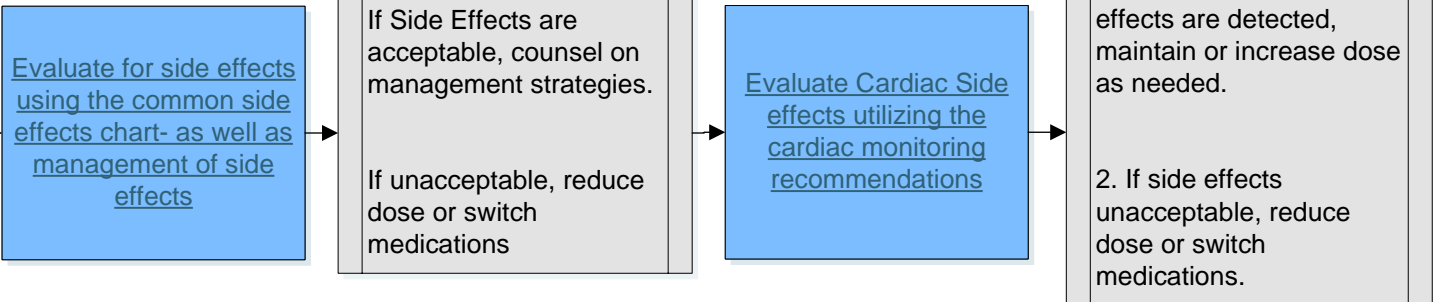 Evaluate for side effects
using the common side
effects chart- as well as
management of side
effects
If Side Effects are
acceptable, counsel on
management strategies.
If unacceptable, reduce
dose or switch
medications
Evaluate Cardiac Side
effects utilizing the
cardiac monitoring
recommendations
effects are detected,
maintain or increase dose
as needed.
2. If side effects
unacceptable, reduce
dose or switch
medications.